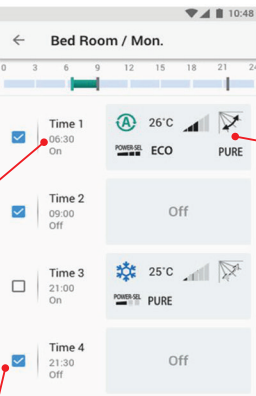 10:48
Bed Room / Mon.
0 3 6 9 12 15 18 21 24
Time 1
06:30
On
A 26°C
POWER-SEL ECO PURE
Time 2
09:00
Off
Off
Time 3
21:00
On
25°C
POWER-SEL PURE
Time 4
21:30
Off
Off